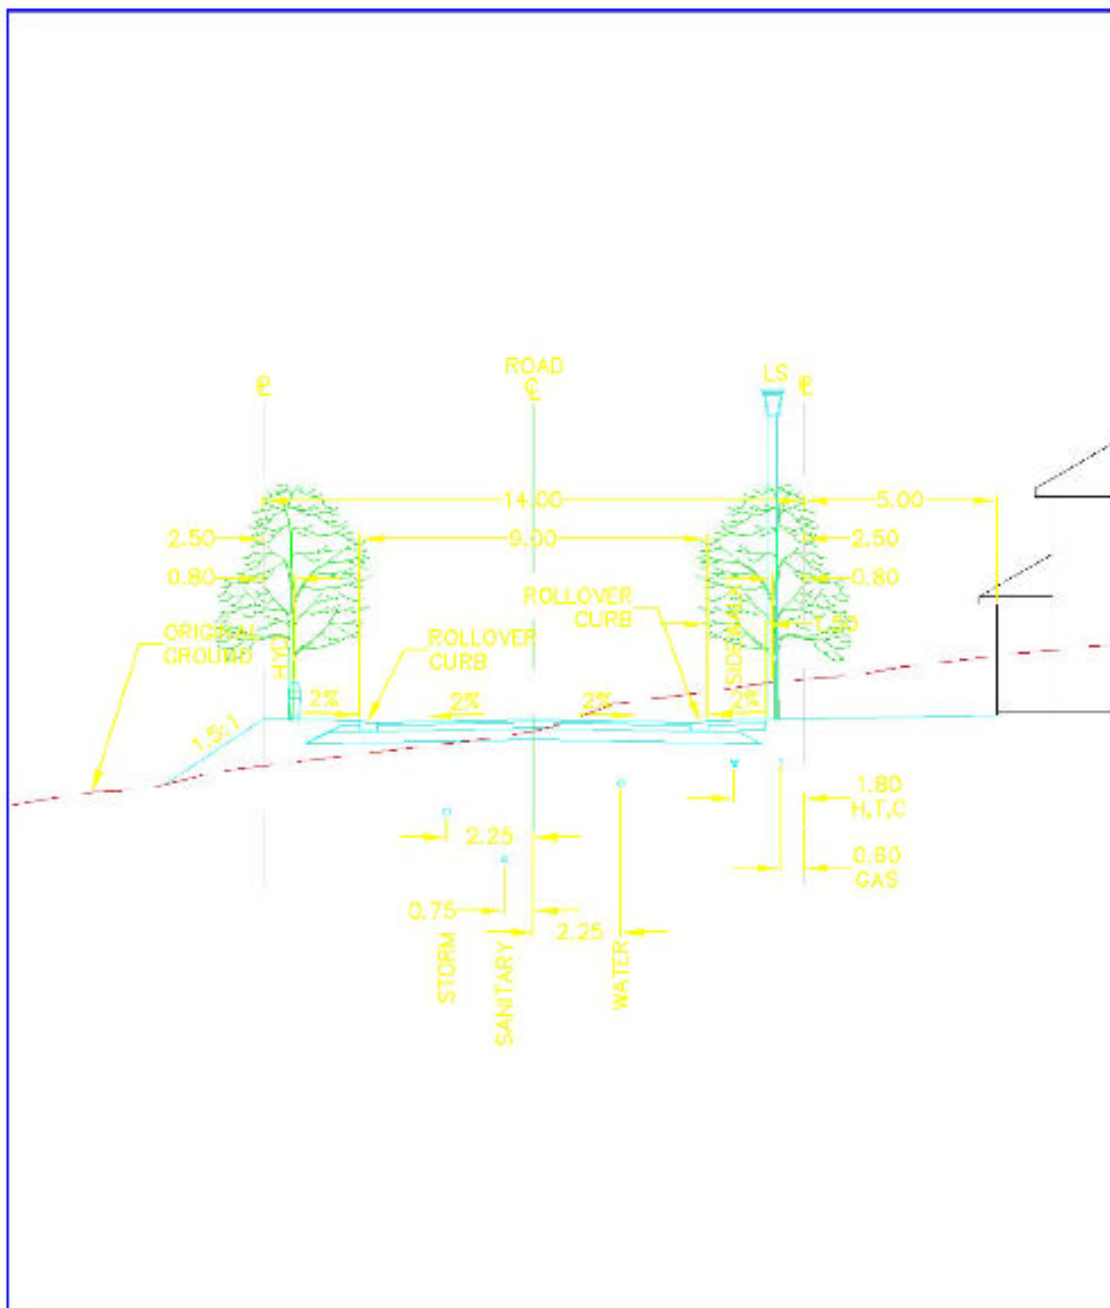 ROAD
℄
LS
℄
℄
14.00
5.00
2.50
9.00
2.50
0.80
0.80
ROLLOVER
CURB
1.50
ORIGINAL
GROUND
HYD
ROLLOVER
CURB
SIDEWALK
2%
2%
2%
2%
1.5:1
1.80
H.T.C
2.25
0.60
GAS
0.75
2.25
STORM
SANITARY
WATER